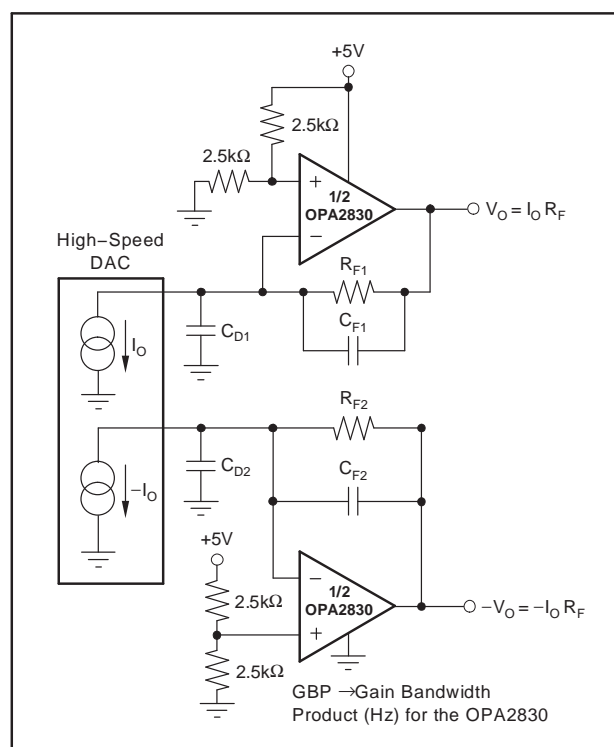 +5V
2.5kΩ
2.5kΩ
+
1/2
OPA2830
−
V_O = I_O R_F
High−Speed
DAC
R_F1
C_F1
C_D1
I_O
R_F2
C_F2
C_D2
−I_O
+5V
2.5kΩ
−
1/2
OPA2830
+
−V_O = −I_O R_F
2.5kΩ
GBP →Gain Bandwidth
Product (Hz) for the OPA2830